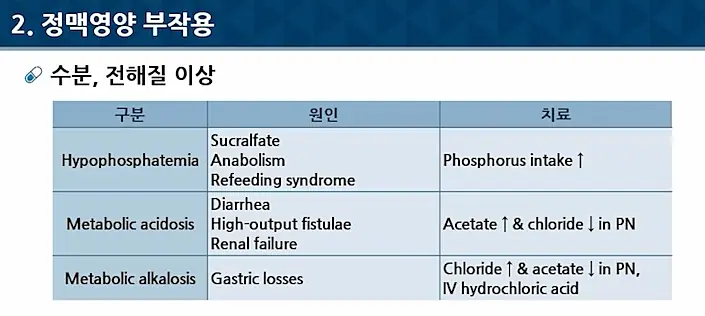 2. 정맥영양 부작용
수분, 전해질 이상
구분 원인 치료
Hypophosphatemia
Sucralfate
Anabolism
Refeeding syndrome
Phosphorus intake ↑
Metabolic acidosis
Diarrhea
High-output fistulae
Renal failure
Acetate ↑ & chloride ↓ in PN
Metabolic alkalosis
Gastric losses
Chloride ↑ & acetate ↓ in PN,
IV hydrochloric acid